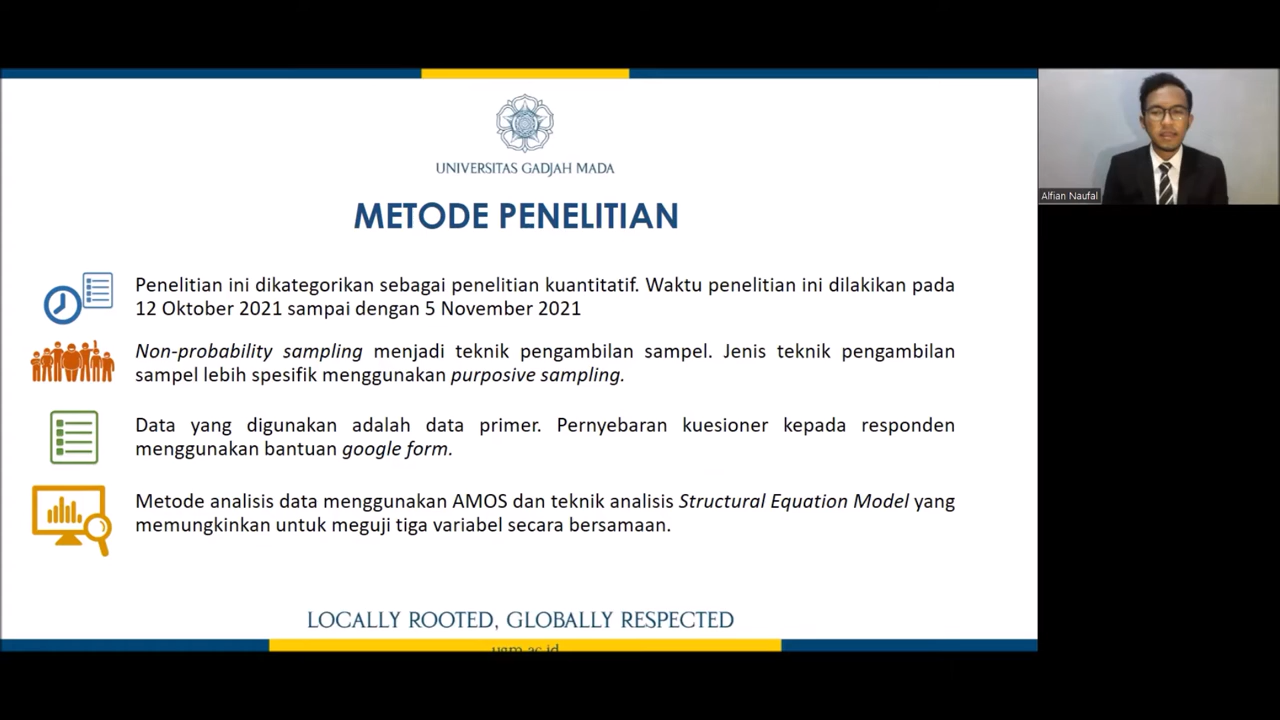 UNIVERSITAS GADJAH MADA
METODE PENELITIAN
Penelitian ini dikategorikan sebagai penelitian kuantitatif. Waktu penelitian ini dilakikan pada
12 Oktober 2021 sampai dengan 5 November 2021
Non-probability sampling menjadi teknik pengambilan sampel. Jenis teknik pengambilan
sampel lebih spesifik menggunakan purposive sampling.
Data yang digunakan adalah data primer. Pernyebaran kuesioner kepada responden
menggunakan bantuan google form.
Metode analisis data menggunakan AMOS dan teknik analisis Structural Equation Model yang
memungkinkan untuk meguji tiga variabel secara bersamaan.
LOCALLY ROOTED, GLOBALLY RESPECTED
ugm.ac.id
Alfian Naufal